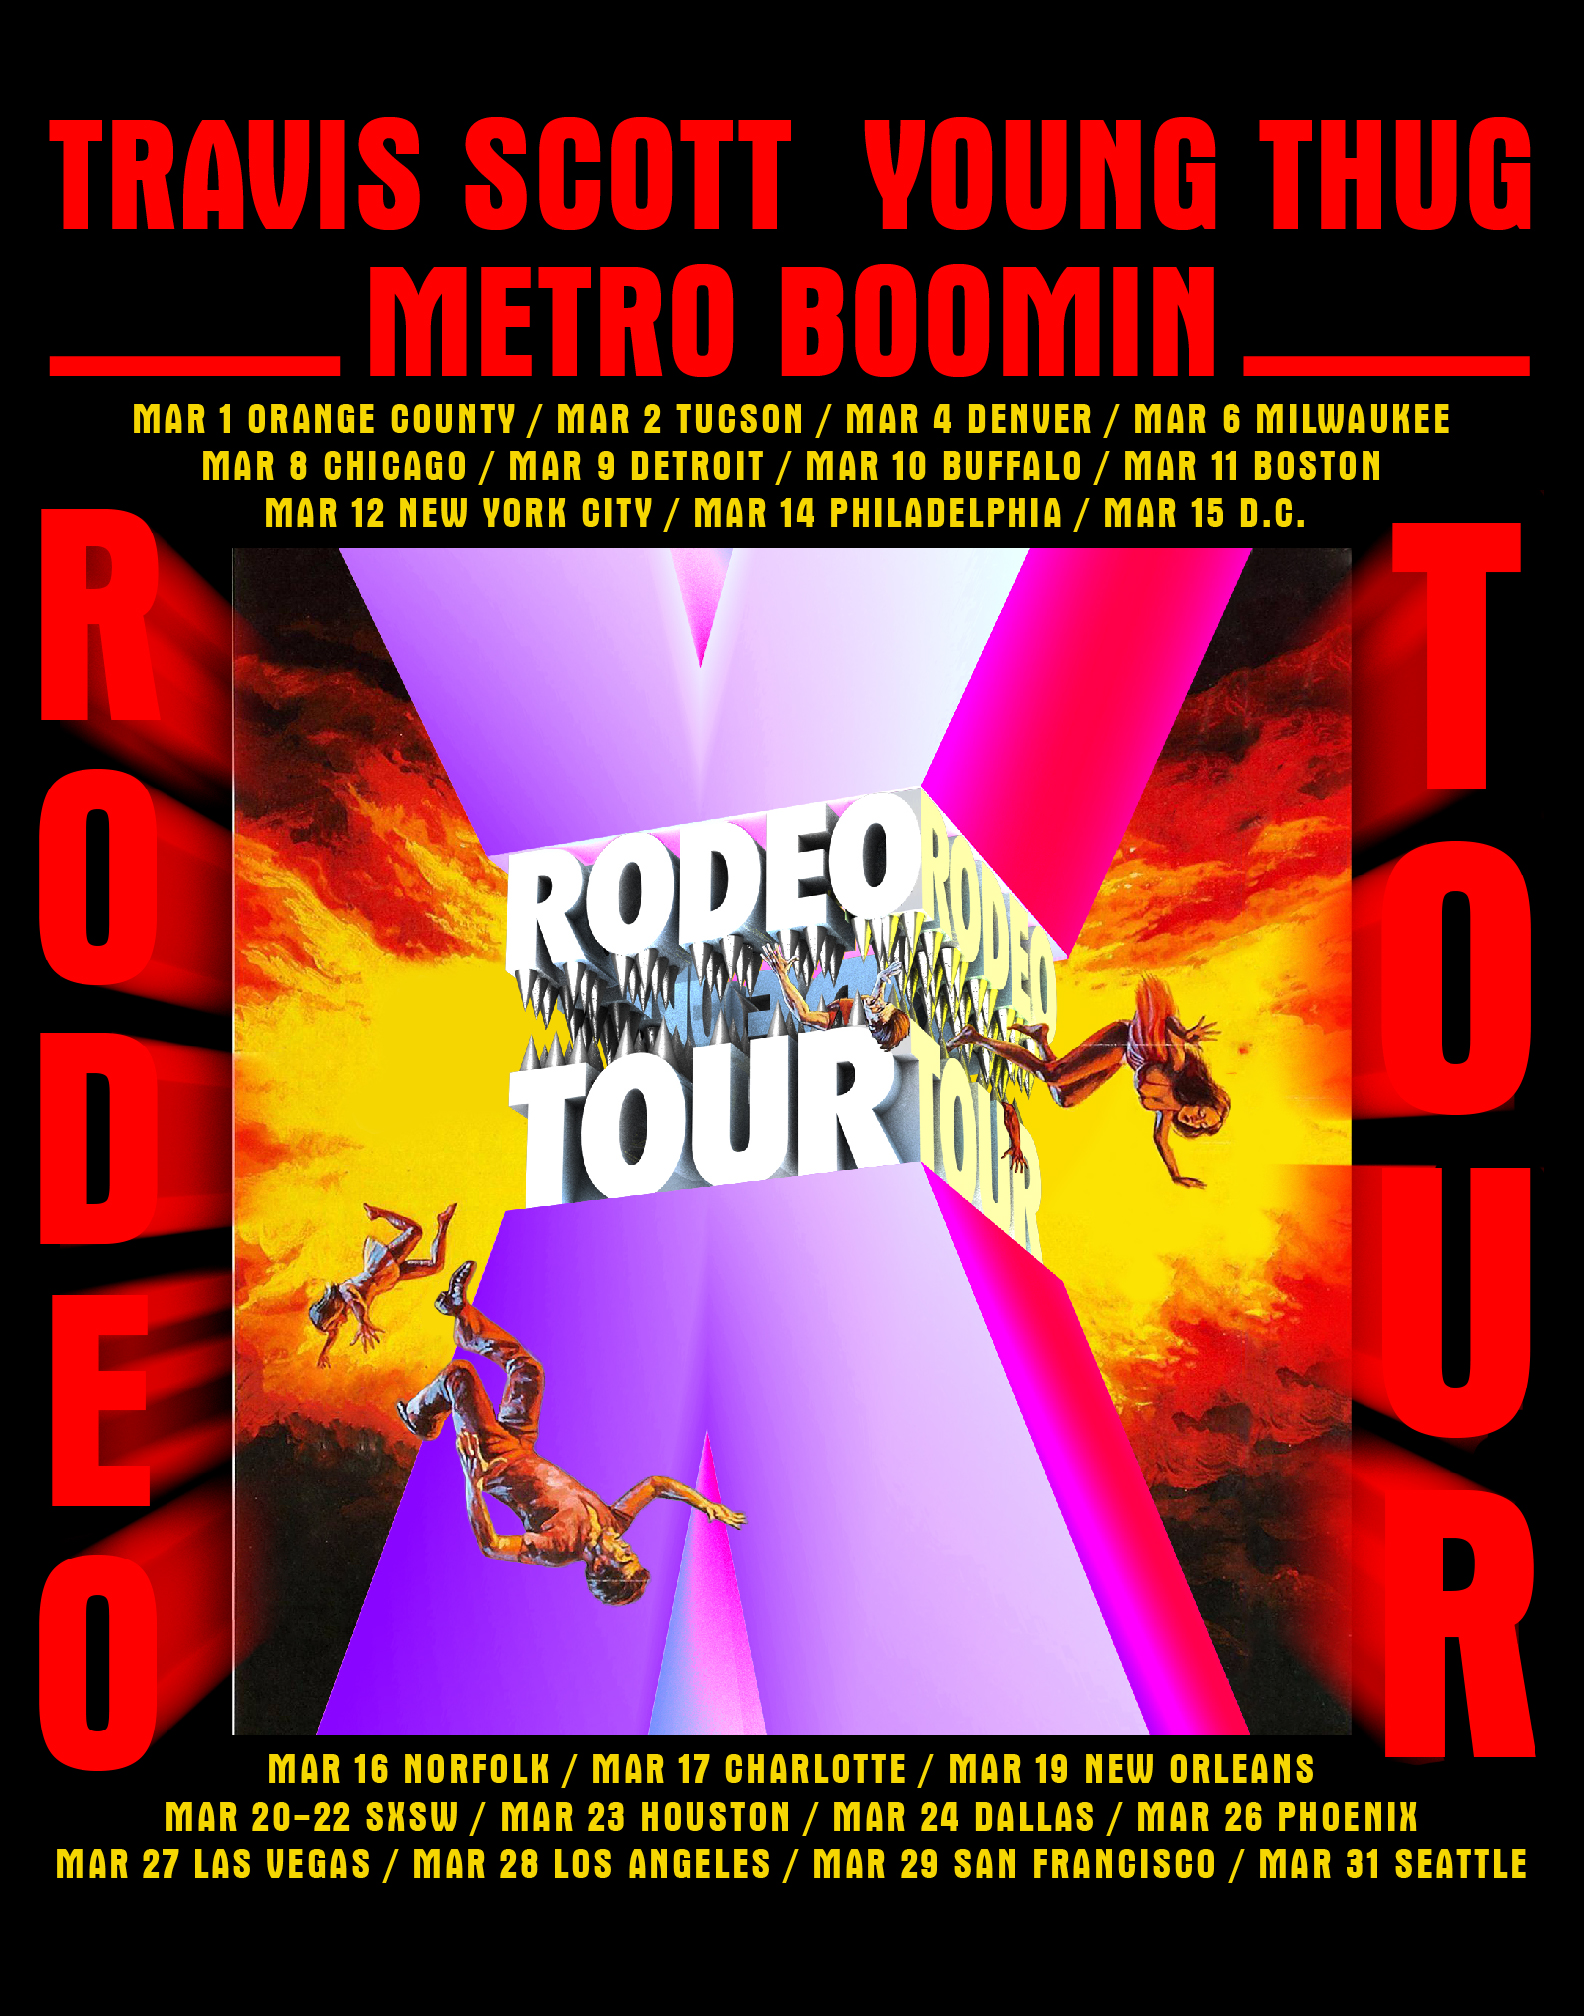 TRAVIS SCOTT YOUNG THUG
METRO BOOMIN
MAR 1 ORANGE COUNTY / MAR 2 TUCSON / MAR 4 DENVER / MAR 6 MILWAUKEE
MAR 8 CHICAGO / MAR 9 DETROIT / MAR 10 BUFFALO / MAR 11 BOSTON
MAR 12 NEW YORK CITY / MAR 14 PHILADELPHIA / MAR 15 D.C.
RODEO
TOUR
RODEO RODEO
TOUR TOUR
MAR 16 NORFOLK / MAR 17 CHARLOTTE / MAR 19 NEW ORLEANS
MAR 20-22 SXSW / MAR 23 HOUSTON / MAR 24 DALLAS / MAR 26 PHOENIX
MAR 27 LAS VEGAS / MAR 28 LOS ANGELES / MAR 29 SAN FRANCISCO / MAR 31 SEATTLE